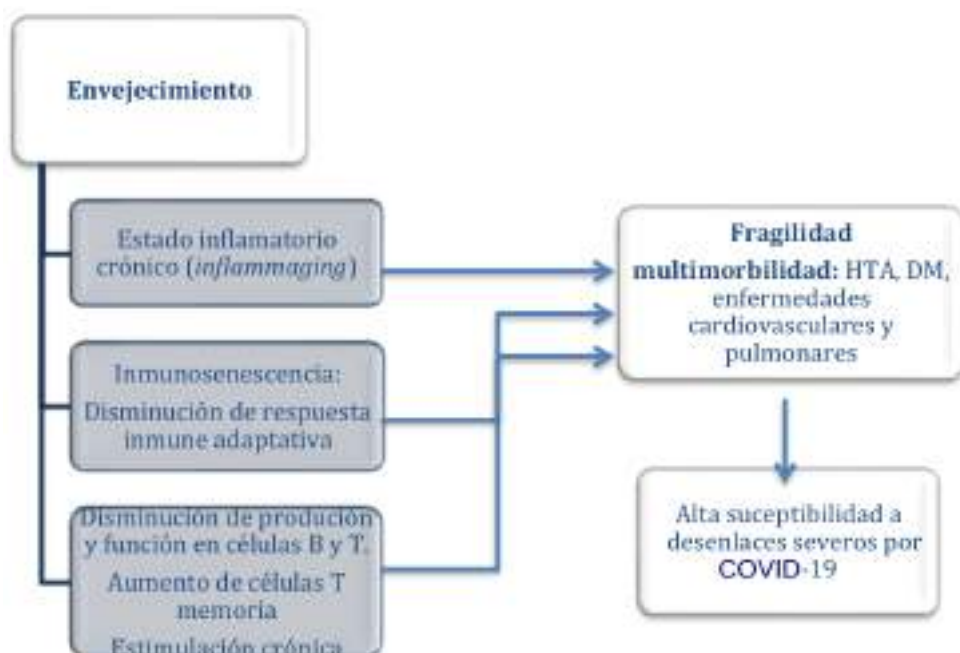 Envejecimiento
Estado inflamatorio
crónico (inflammaging)
Inmunosenescencia:
Disminución de respuesta
inmune adaptativa
Disminución de produción
y función en células B y T.
Aumento de células T
memoria
Estimulación crónica
Fragilidad
multimorbilidad: HTA, DM,
enfermedades
cardiovasculares y
pulmonares
Alta suceptibilidad a
desenlaces severos por
COVID-19